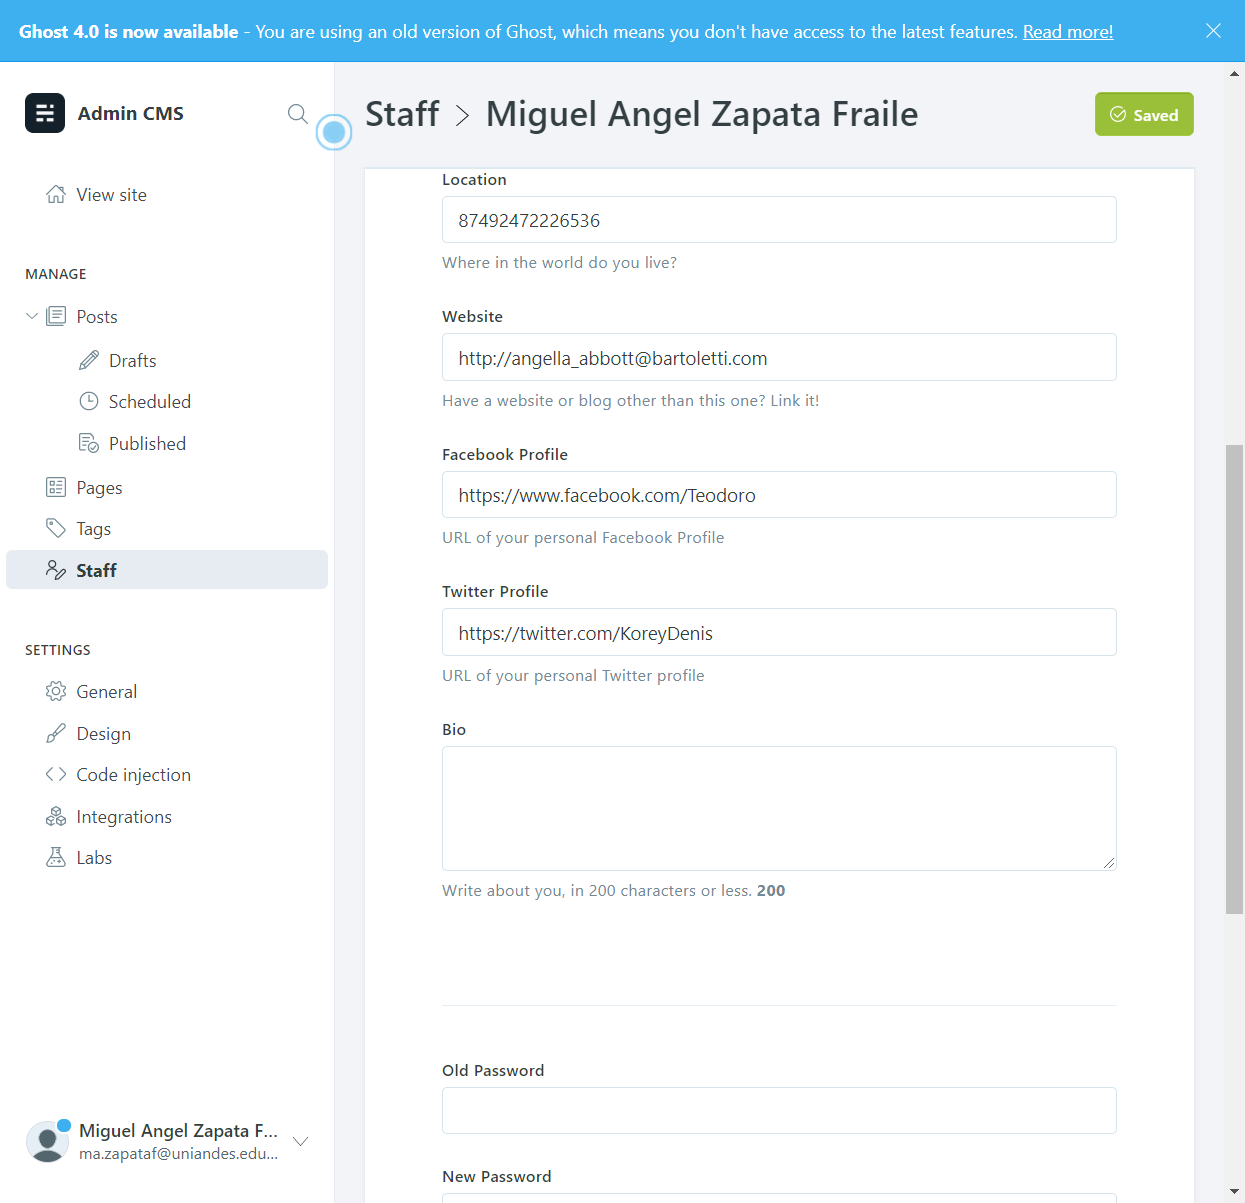 Ghost 4.0 is now available - You are using an old version of Ghost, which means you don't have access to the latest features. Read more!
Admin CMS
View site
MANAGE
Posts
Drafts
Scheduled
Published
Pages
Tags
Staff
SETTINGS
General
Design
Code injection
Integrations
Labs
Miguel Angel Zapata F...
ma.zapataf@uniandes.edu...
Staff > Miguel Angel Zapata Fraile
Saved
Location
87492472226536
Where in the world do you live?
Website
http://angella_abbott@bartoletti.com
Have a website or blog other than this one? Link it!
Facebook Profile
https://www.facebook.com/Teodoro
URL of your personal Facebook Profile
Twitter Profile
https://twitter.com/KoreyDenis
URL of your personal Twitter profile
Bio
Write about you, in 200 characters or less. 200
Old Password
New Password